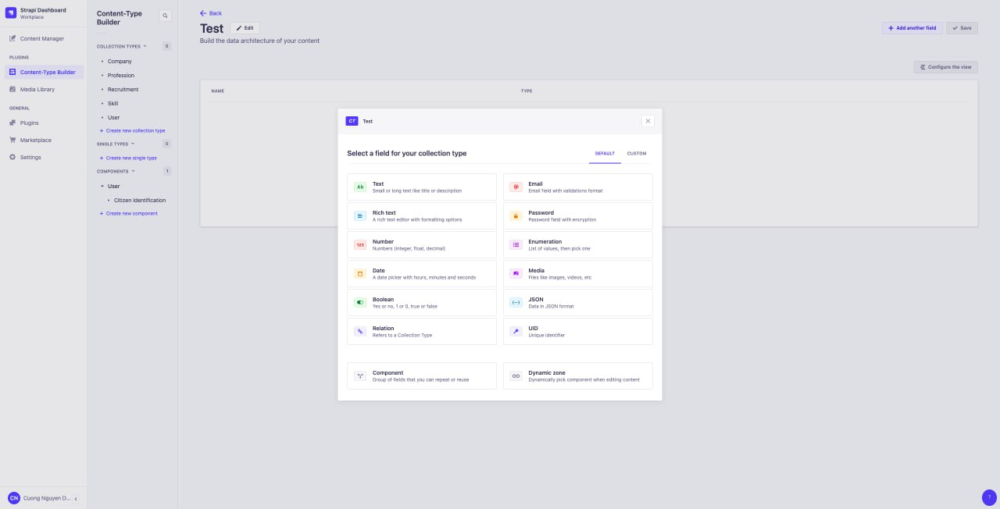 Strapi Dashboard
Workplace
Content Manager
PLUGINS
Content-Type Builder
Media Library
GENERAL
Plugins
Marketplace
Settings
CN
Cuong Nguyen D...
Content-Type
Builder
COLLECTION TYPES
5
Company
Profession
Recruitment
Skill
User
+ Create new collection type
SINGLE TYPES
0
+ Create new single type
COMPONENTS
1
User
Citizen Identification
+ Create new component
Back
Test
Edit
+ Add another field
Save
Build the data architecture of your content
Configure the view
NAME
TYPE
CT
Test
Select a field for your collection type
DEFAULT
CUSTOM
Ab
Text
Small or long text like title or description
Email
Email field with validations format
Rich text
A rich text editor with formatting options
Password
Password field with encryption
123
Number
Numbers (integer, float, decimal)
Enumeration
List of values, then pick one
Date
A date picker with hours, minutes and seconds
Media
Files like images, videos, etc
Boolean
Yes or no, 1 or 0, true or false
JSON
Data in JSON format
Relation
Refers to a Collection Type
UID
Unique identifier
Component
Group of fields that you can repeat or reuse
Dynamic zone
Dynamically pick component when editing content
?